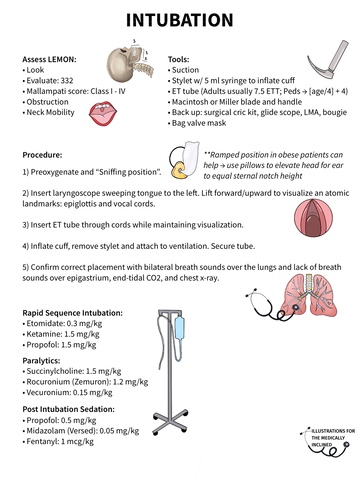 INTUBATION
Assess LEMON:
• Look
• Evaluate: 332
• Mallampati score: Class I - IV
• Obstruction
• Neck Mobility
Tools:
• Suction
• Stylet w/ 5 ml syringe to inflate cuff
• ET tube (Adults usually 7.5 ETT; Peds → [age/4] + 4)
• Macintosh or Miller blade and handle
• Back up: surgical cric kit, glide scope, LMA, bougie
• Bag valve mask
Procedure:
**Ramped position in obese patients can
help → use pillows to elevate head for ear
to equal sternal notch height
1) Preoxygenate and “Sniffing position”.
2) Insert laryngoscope sweeping tongue to the left. Lift forward/upward to visualize an atomic
landmarks: epiglottis and vocal cords.
3) Insert ET tube through cords while maintaining visualization.
4) Inflate cuff, remove stylet and attach to ventilation. Secure tube.
5) Confirm correct placement with bilateral breath sounds over the lungs and lack of breath
sounds over epigastrium, end-tidal CO2, and chest x-ray.
Rapid Sequence Intubation:
• Etomidate: 0.3 mg/kg
• Ketamine: 1.5 mg/kg
• Propofol: 1.5 mg/kg
Paralytics:
• Succinylcholine: 1.5 mg/kg
• Rocuronium (Zemuron): 1.2 mg/kg
• Vecuronium: 0.15 mg/kg
Post Intubation Sedation:
• Propofol: 0.5 mg/kg
• Midazolam (Versed): 0.05 mg/kg
• Fentanyl: 1 mcg/kg
ILLUSTRATIONS FOR
THE MEDICALLY
INCLINED